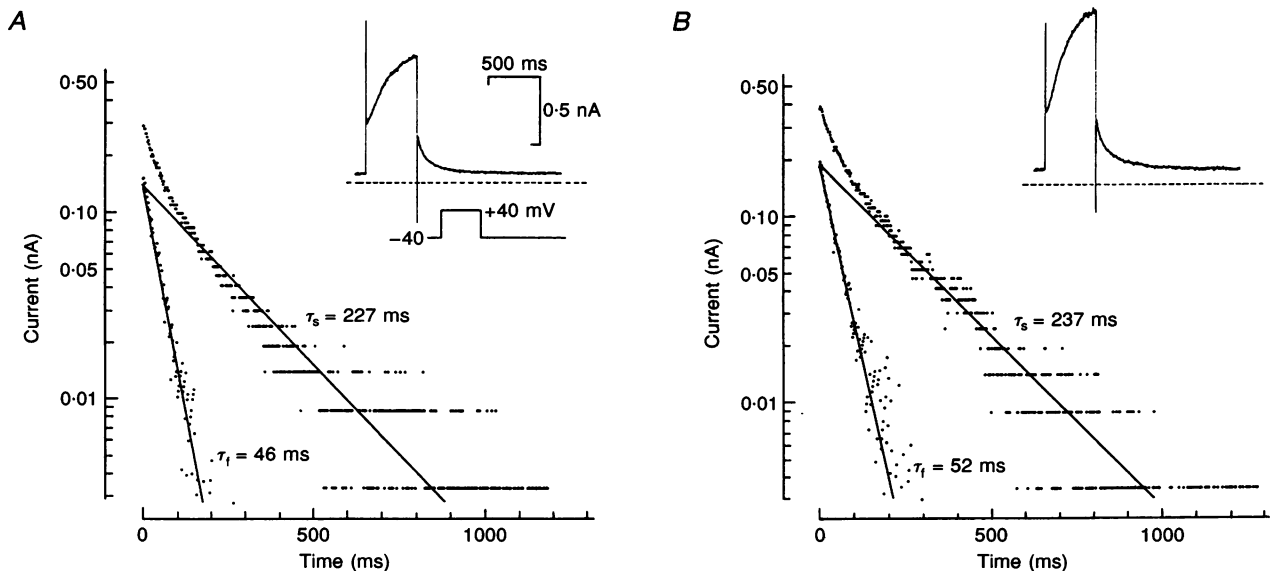 A
500 ms
0·5 nA
+40 mV
−40
0·50
0·10
0·05
0·01
Current (nA)
τs = 227 ms
τf = 46 ms
0
500
1000
Time (ms)
B
0·50
0·10
0·05
0·01
Current (nA)
τs = 237 ms
τf = 52 ms
0
500
1000
Time (ms)